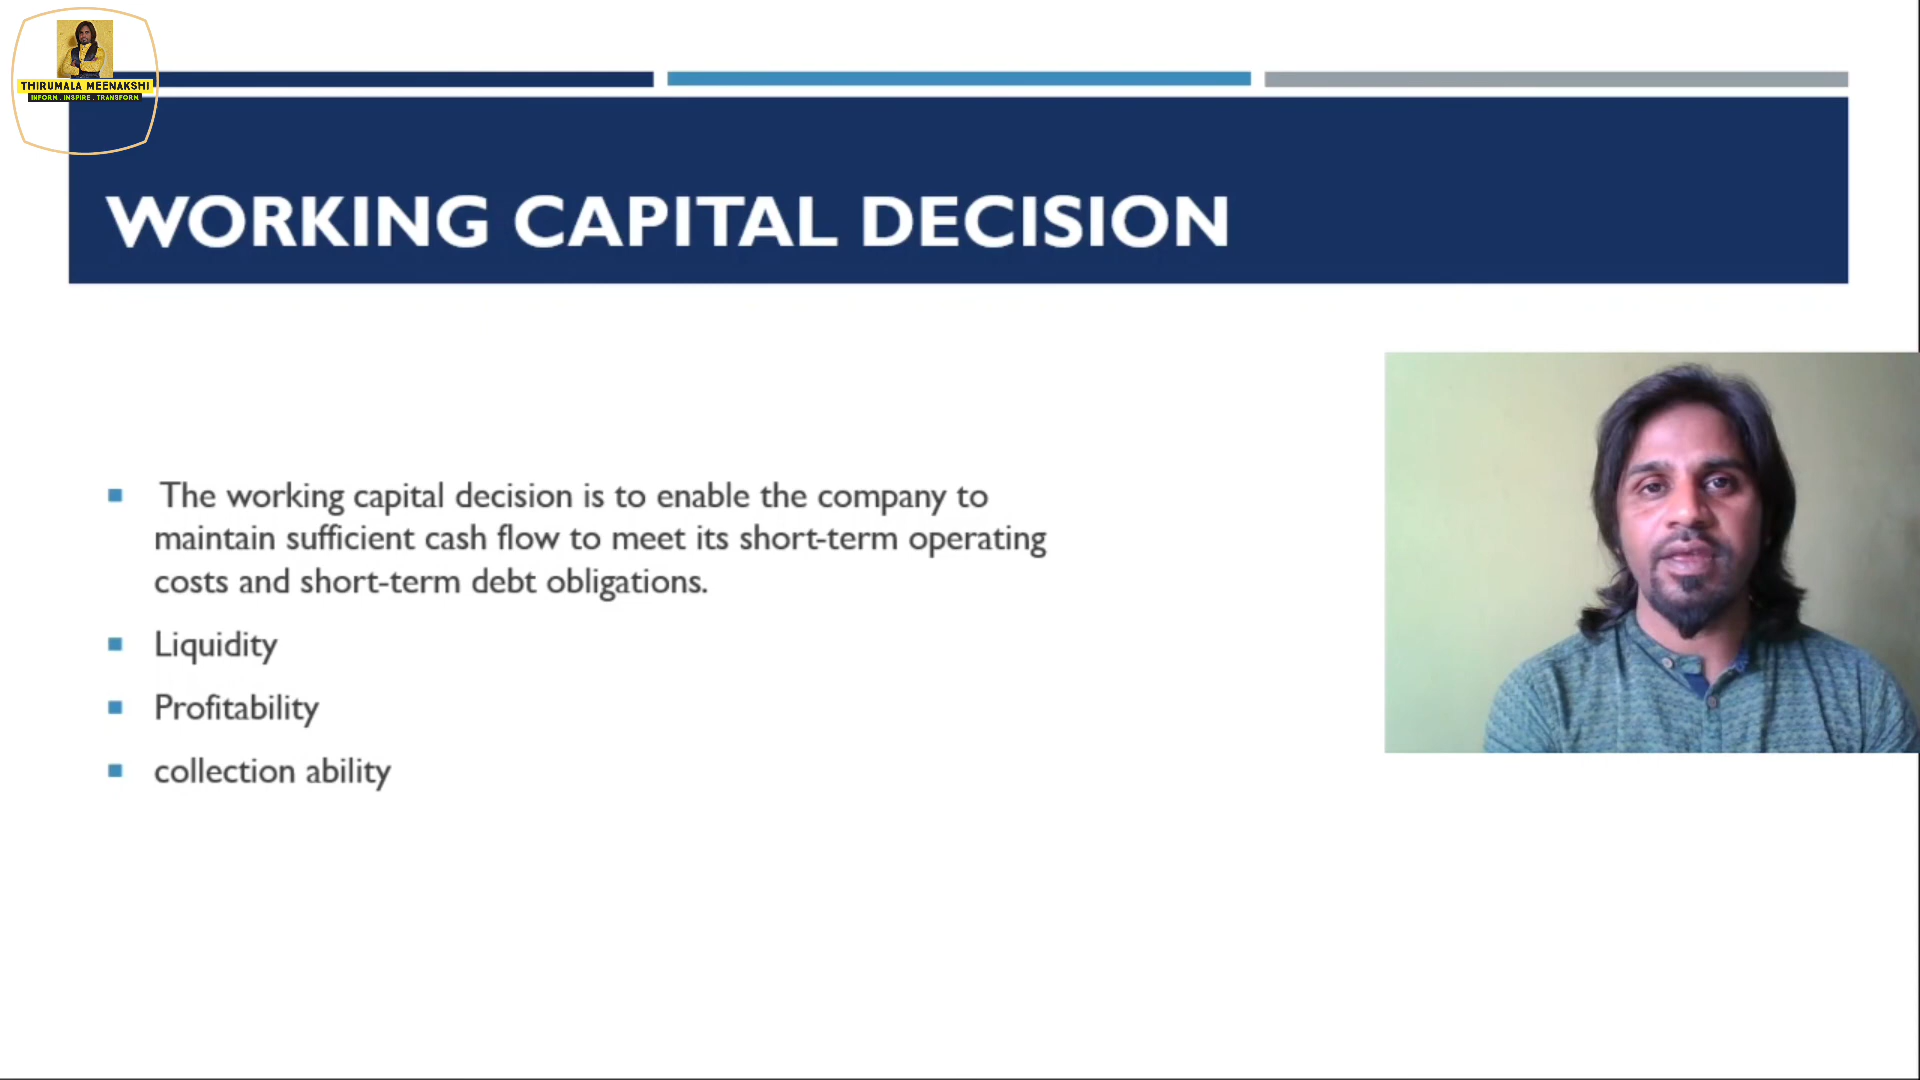 THIRUMALA MEENAKSHI
INFORM . INSPIRE . TRANSFORM
WORKING CAPITAL DECISION
The working capital decision is to enable the company to
maintain sufficient cash flow to meet its short-term operating
costs and short-term debt obligations.
Liquidity
Profitability
collection ability